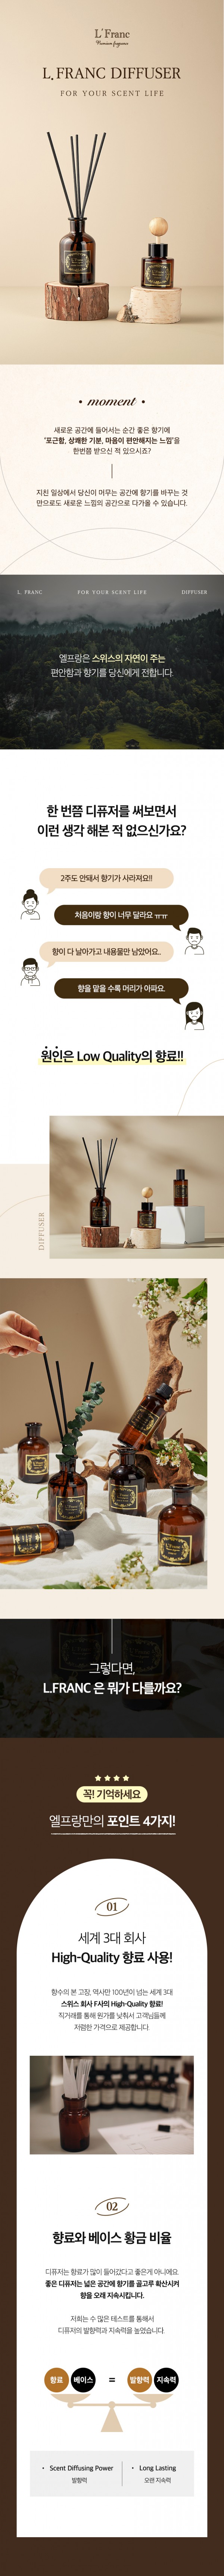 L'Franc
Premium fragrance
L.FRANC DIFFUSER
FOR YOUR SCENT LIFE
moment
새로운 공간에 들어서는 순간 좋은 향기에
"포근함, 상쾌한 기분, 마음이 편안해지는 느낌"을
한번쯤 받으신 적 있으시죠?
지친 일상에서 당신이 머무는 공간에 향기를 바꾸는 것
만으로도 새로운 느낌의 공간으로 다가올 수 있습니다.
L. FRANC
FOR YOUR SCENT LIFE
DIFFUSER
엘프랑은 스위스의 자연이 주는
편안함과 향기를 당신에게 전합니다.
한 번쯤 디퓨저를 써보면서
이런 생각 해본 적 없으신가요?
2주도 안돼서 향기가 사라져요!!
처음이랑 향이 너무 달라요 ㅠㅠ
향이 다 날아가고 내용물만 남았어요..
향을 맡을 수록 머리가 아파요.
원인은 Low Quality의 향료!!
DIFFUSER
그렇다면,
L.FRANC 은 뭐가 다를까요?
꼭! 기억하세요
엘프랑만의 포인트 4가지!
01
세계 3대 회사
High-Quality 향료 사용!
향수의 본 고장, 역사만 100년이 넘는 세계 3대
스위스 회사 F사의 High-Quality 향료!
직거래를 통해 원가를 낮춰서 고객님들께
저렴한 가격으로 제공합니다.
02
향료와 베이스 황금 비율
디퓨저는 향료가 많이 들어갔다고 좋은게 아니에요.
좋은 디퓨저는 넓은 공간에 향기를 골고루 확산시켜
향을 오래 지속시킵니다.
저희는 수 많은 테스트를 통해서
디퓨저의 발향력과 지속력을 높였습니다.
향료 베이스 = 발향력 지속력
• Scent Diffusing Power
발향력
• Long Lasting
오랜 지속력